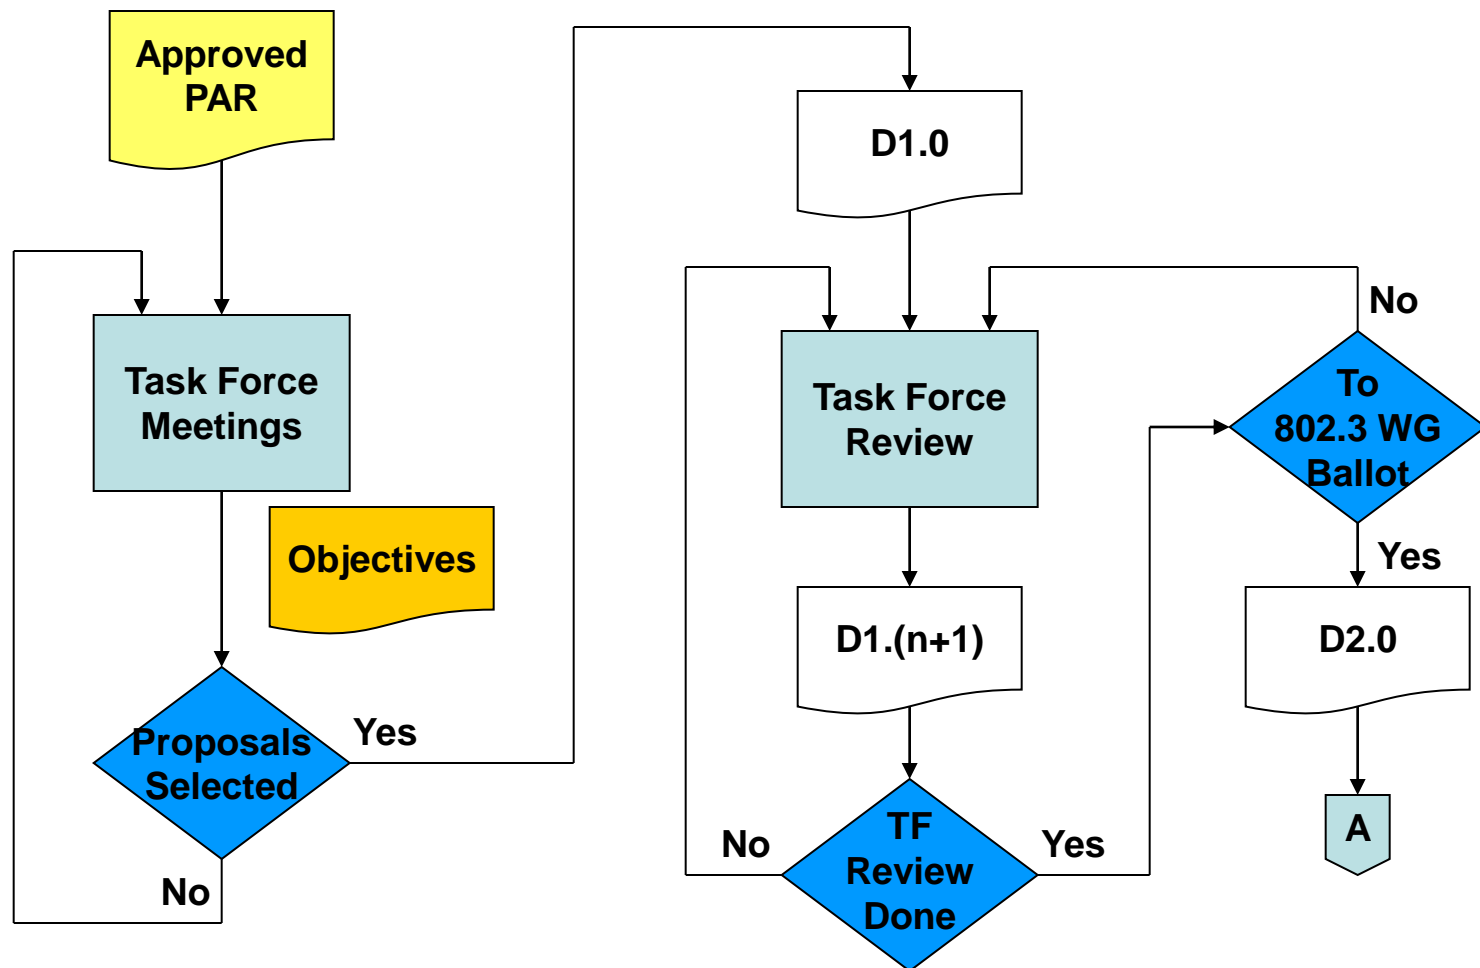 Approved
PAR
Task Force
Meetings
Objectives
Proposals
Selected
Yes
No
D1.0
Task Force
Review
D1.(n+1)
TF
Review
Done
No
Yes
To
802.3 WG
Ballot
No
Yes
D2.0
A